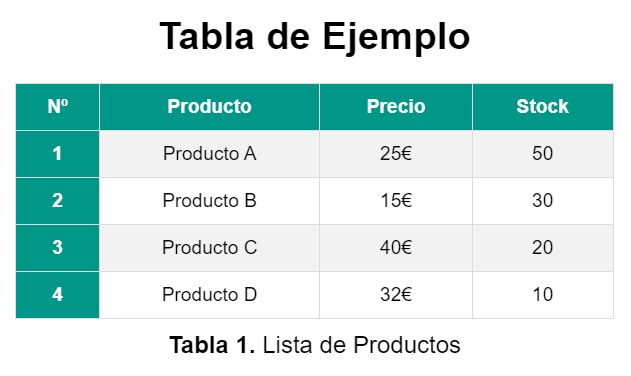 Tabla de Ejemplo
Nº Producto Precio Stock
1 Producto A 25€ 50
2 Producto B 15€ 30
3 Producto C 40€ 20
4 Producto D 32€ 10
Tabla 1. Lista de Productos